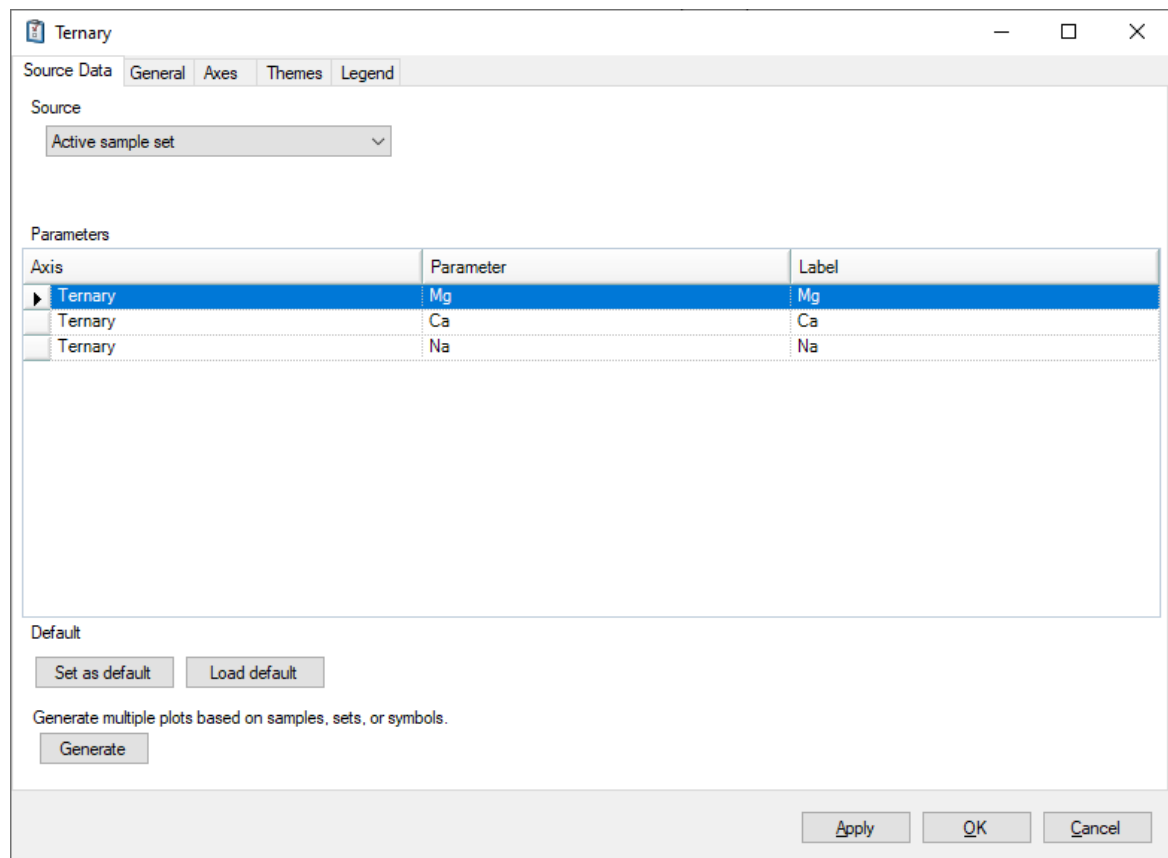 Ternary
Source Data General Axes Themes Legend
Source
Active sample set
Parameters
Axis Parameter Label
Ternary Mg Mg
Ternary Ca Ca
Ternary Na Na
Default
Set as default Load default
Generate multiple plots based on samples, sets, or symbols.
Generate
Apply OK Cancel